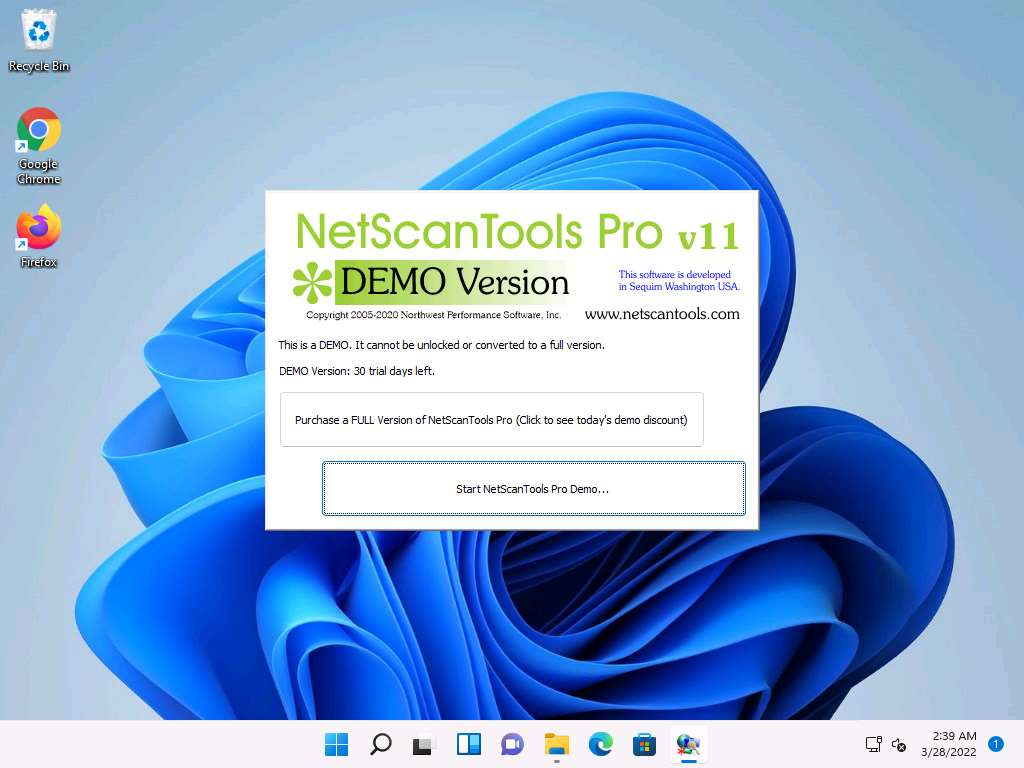 Recycle Bin
Google
Chrome
Firefox
NetScanTools Pro v11
DEMO Version
This software is developed
in Sequim Washington USA.
Copyright 2005-2020 Northwest Performance Software, Inc.
www.netscantools.com
This is a DEMO. It cannot be unlocked or converted to a full version.
DEMO Version: 30 trial days left.
Purchase a FULL Version of NetScanTools Pro (Click to see today's demo discount)
Start NetScanTools Pro Demo...
2:39 AM
3/28/2022
1